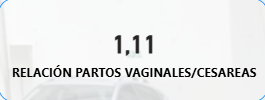 1,11
RELACIÓN PARTOS VAGINALES/CESAREAS